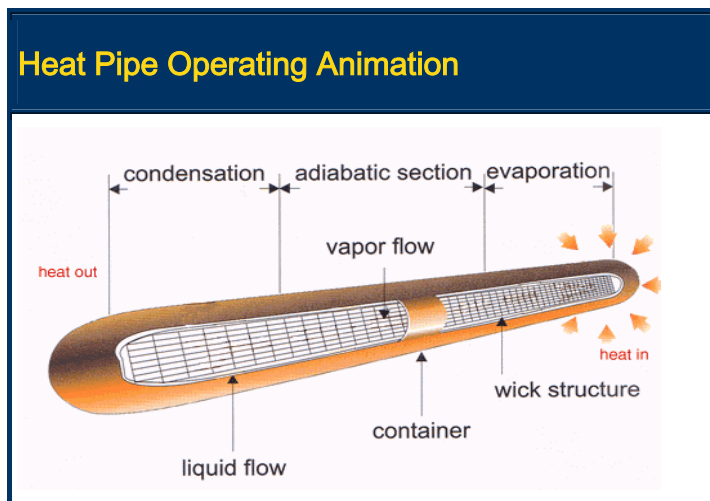 Heat Pipe Operating Animation
condensation
adiabatic section
evaporation
vapor flow
heat out
heat in
wick structure
container
liquid flow